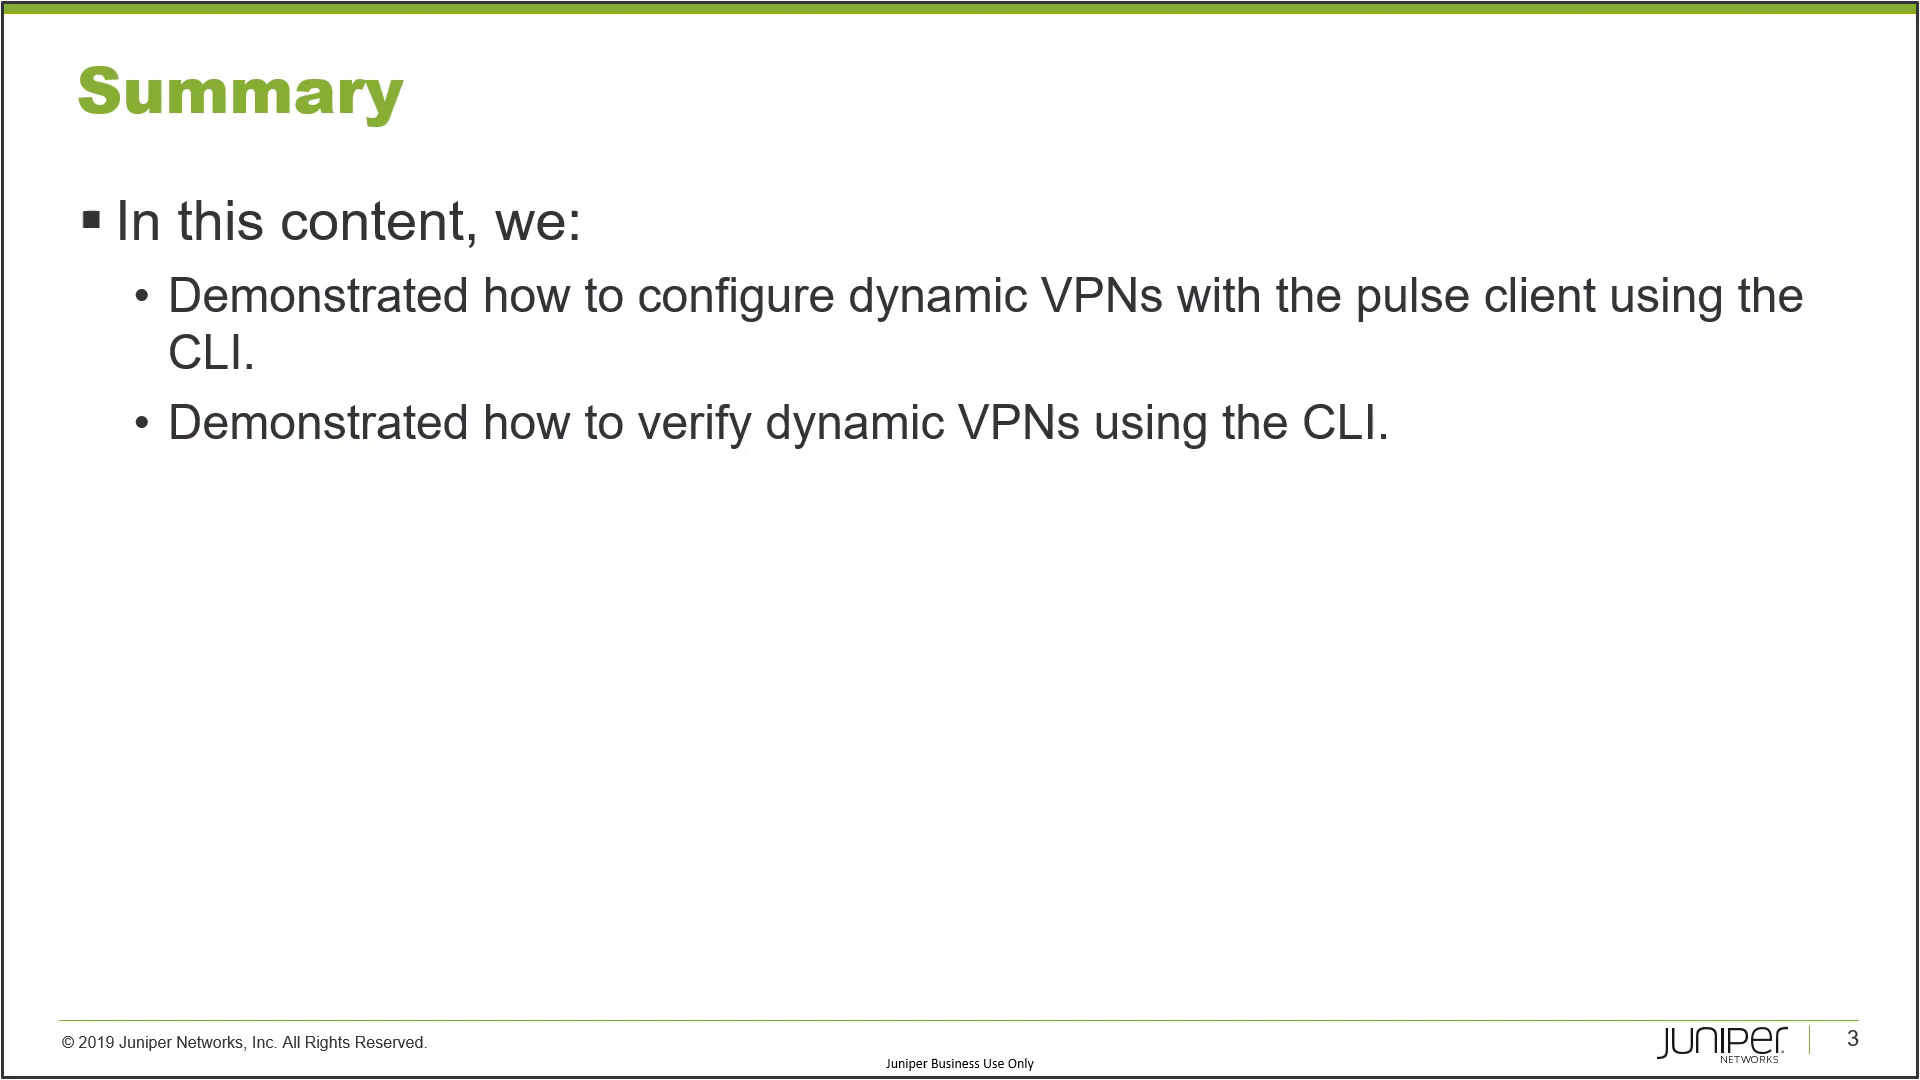 Summary
▪ In this content, we:
• Demonstrated how to configure dynamic VPNs with the pulse client using the
CLI.
• Demonstrated how to verify dynamic VPNs using the CLI.
© 2019 Juniper Networks, Inc. All Rights Reserved.
Juniper Business Use Only
JUNIPEr
NETWORKS
3